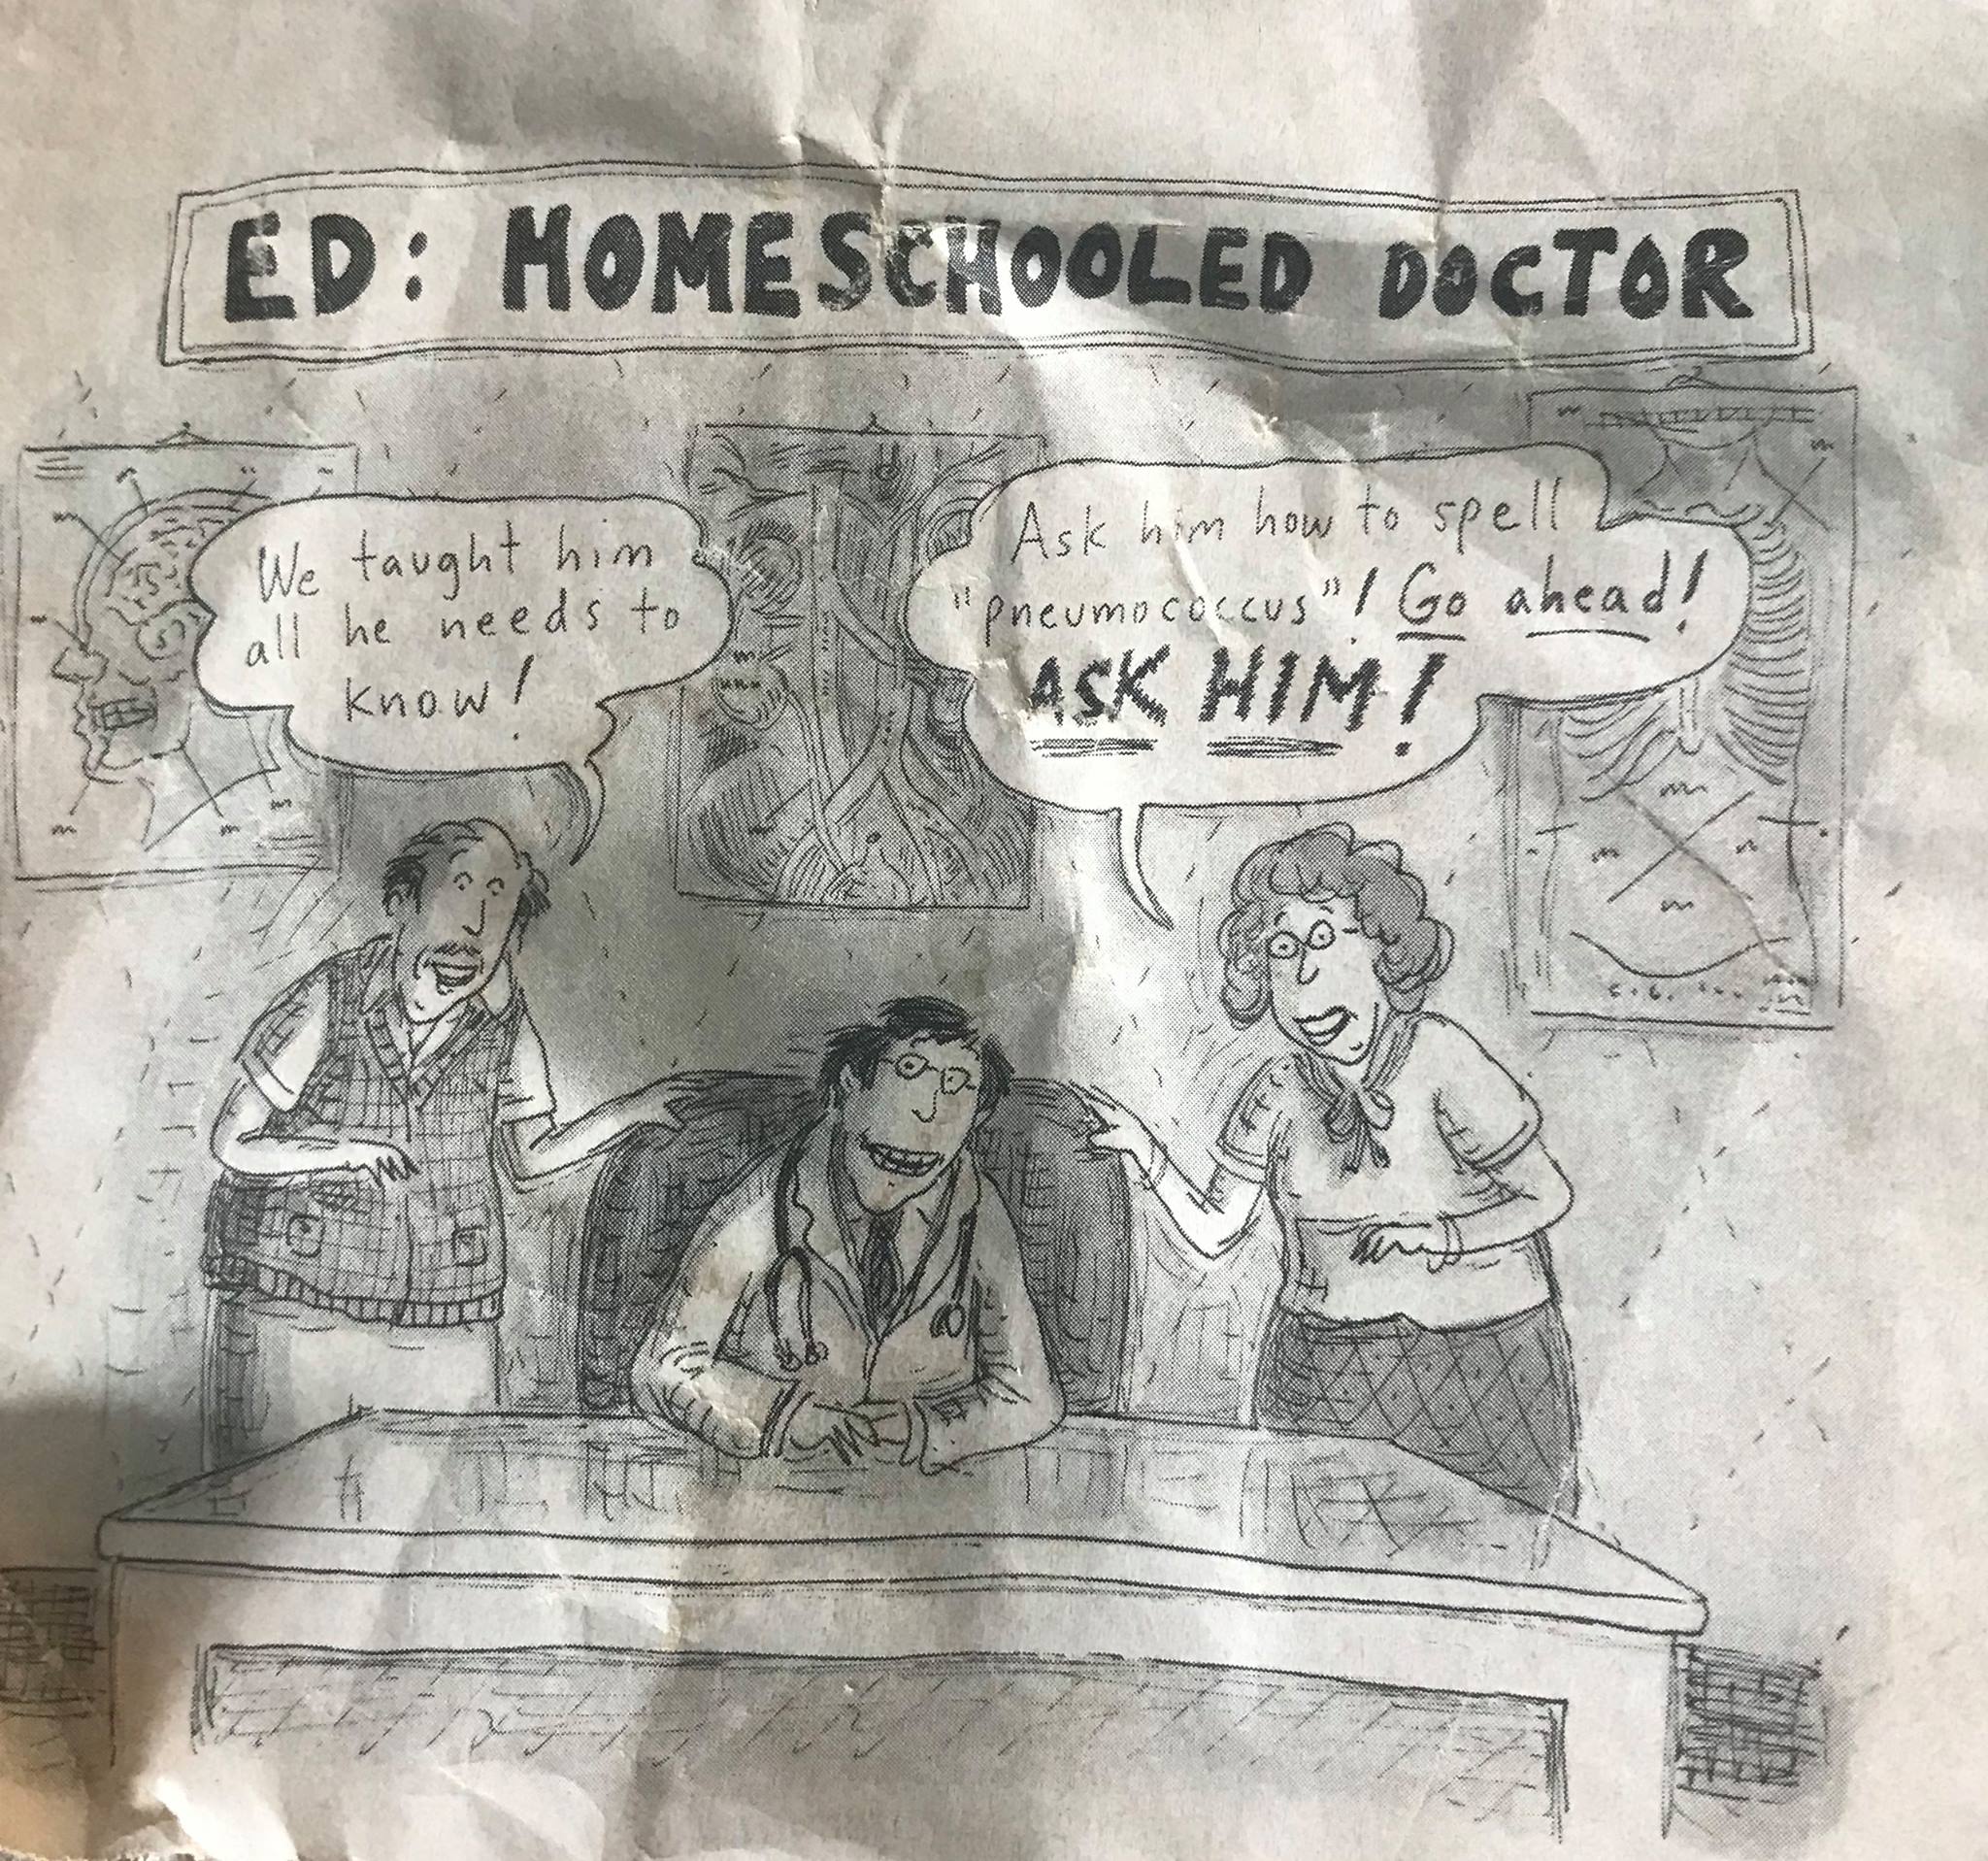 ED: HOMESCHOOLED DOCTOR
We taught him
all he needs to
know!
Ask him how to spell
"pneumococcus"! Go ahead!
ASK HIM!